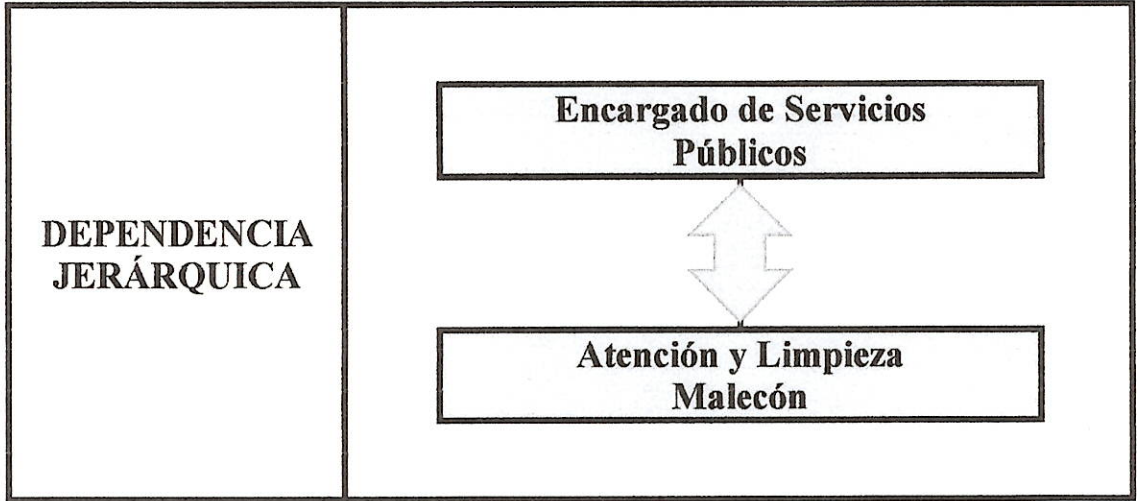 DEPENDENCIA
JERÁRQUICA
Encargado de Servicios
Públicos
Atención y Limpieza
Malecón